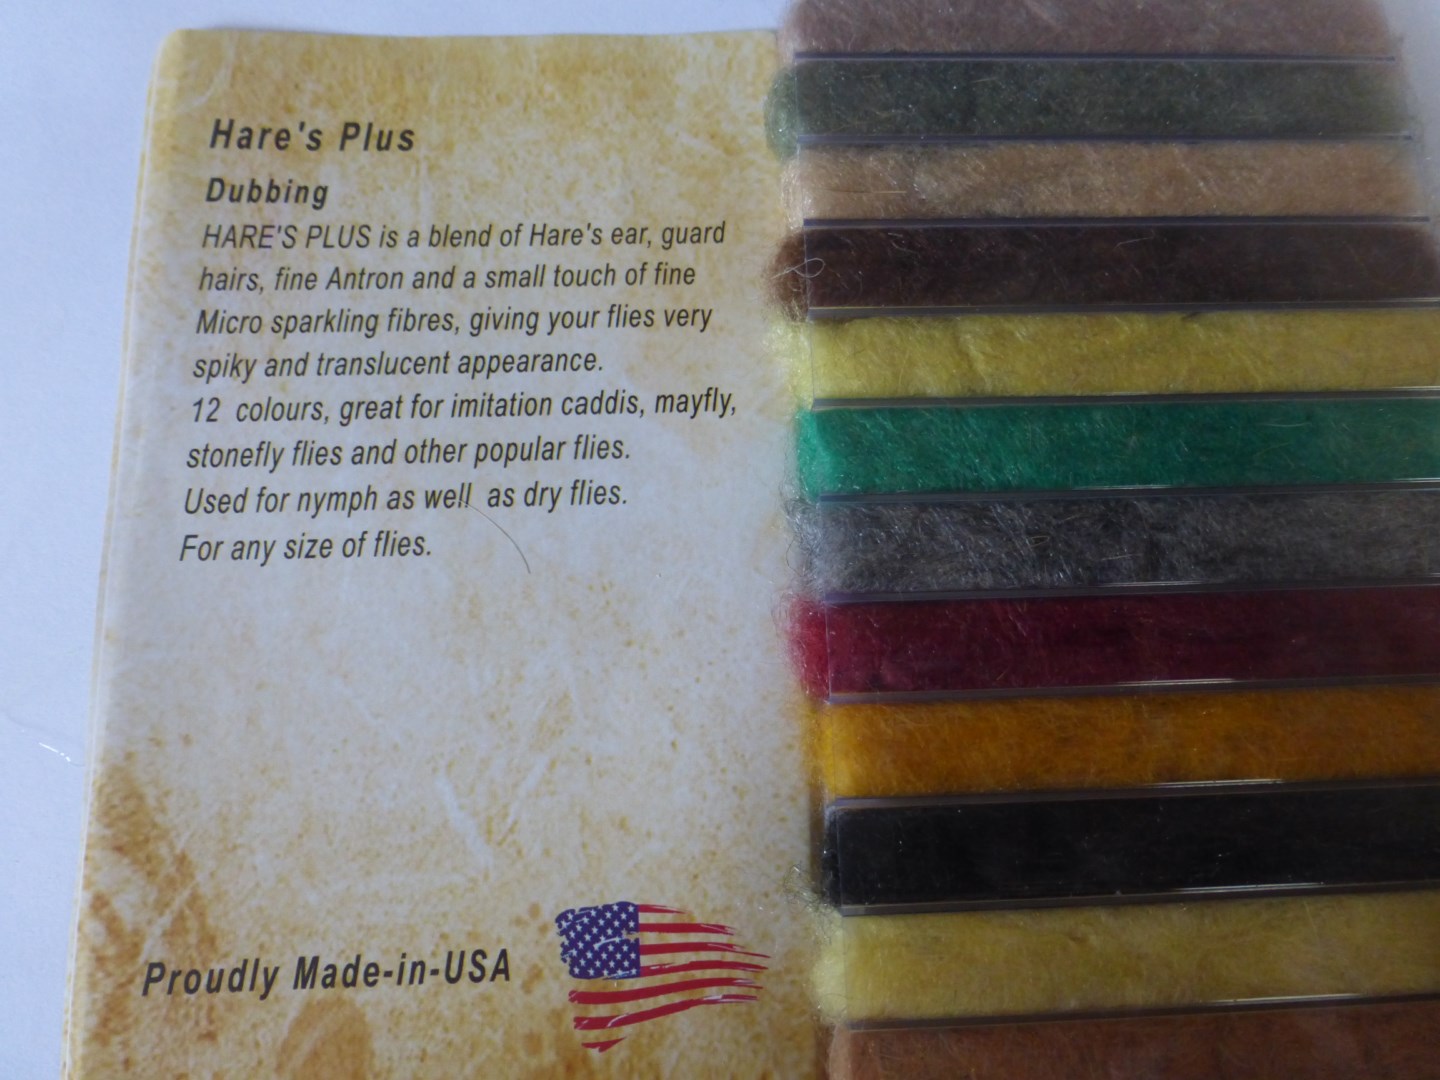 Hare's Plus
Dubbing
HARE'S PLUS is a blend of Hare's ear, guard
hairs, fine Antron and a small touch of fine
Micro sparkling fibres, giving your flies very
spiky and translucent appearance.
12 colours, great for imitation caddis, mayfly,
stonefly flies and other popular flies.
Used for nymph as well as dry flies.
For any size of flies.
Proudly Made-in-USA